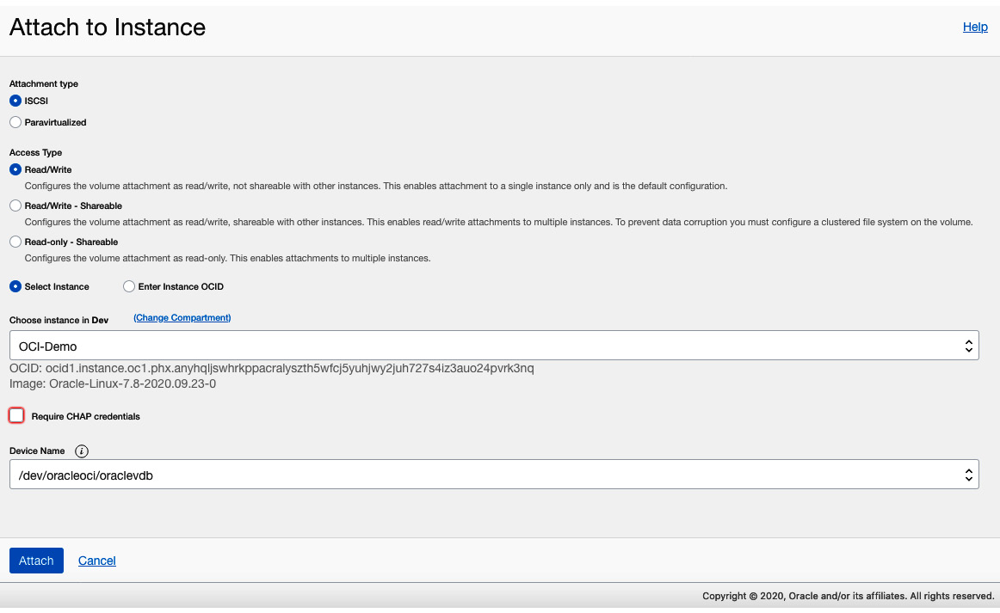 Attach to Instance
Help
Attachment type
ISCSI
Paravirtualized
Access Type
Read/Write
Configures the volume attachment as read/write, not shareable with other instances. This enables attachment to a single instance only and is the default configuration.
Read/Write - Shareable
Configures the volume attachment as read/write, shareable with other instances. This enables read/write attachments to multiple instances. To prevent data corruption you must configure a clustered file system on the volume.
Read-only - Shareable
Configures the volume attachment as read-only. This enables attachments to multiple instances.
Select Instance Enter Instance OCID
Choose instance in Dev (Change Compartment)
OCI-Demo
OCID: ocid1.instance.oc1.phx.anyhqljswhrkppacralyszth5wfcj5yuhjwy2juh727s4iz3auo24pvrk3nq
Image: Oracle-Linux-7.8-2020.09.23-0
Require CHAP credentials
Device Name i
/dev/oracleoci/oraclevdb
Attach Cancel
Copyright © 2020, Oracle and/or its affiliates. All rights reserved.